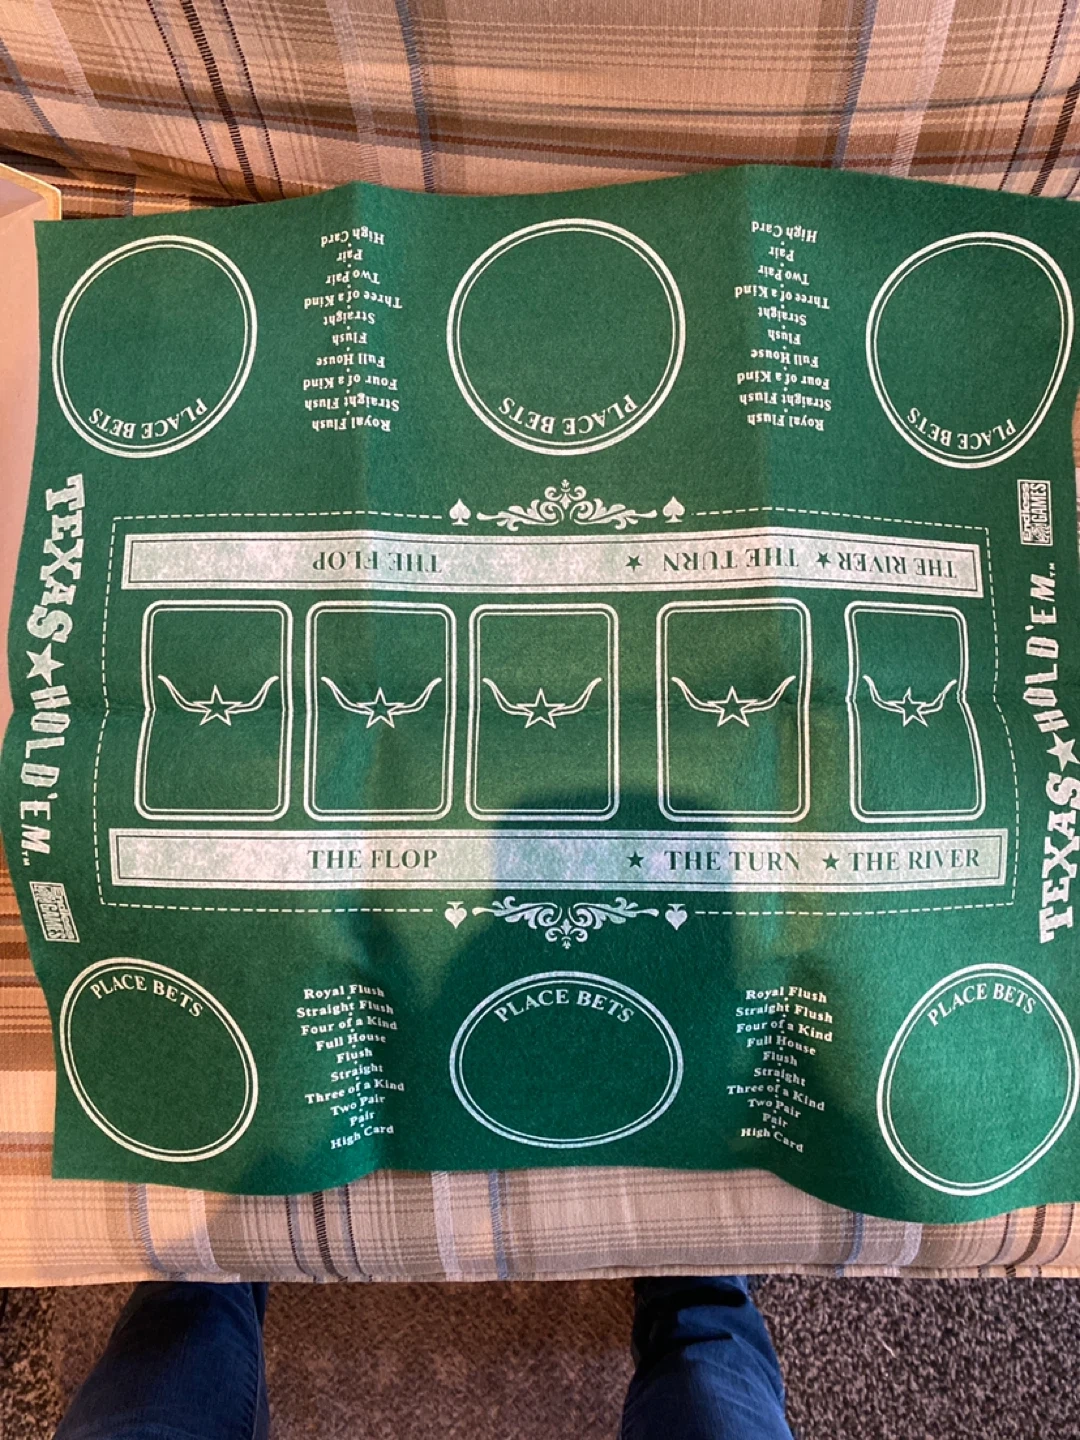 High Card
Pair
Two Pair
Three of a Kind
Straight
Flush
Full House
Four of a Kind
Straight Flush
Royal Flush
High Card
Pair
Two Pair
Three of a Kind
Straight
Flush
Full House
Four of a Kind
Straight Flush
Royal Flush
PLACE BETS
PLACE BETS
PLACE BETS
THE RIVER ★ THE TURN ★ THE FLOP
TEXAS★HOLD'EM™
GAMES
TEXAS★HOLD'EM™
GAMES
THE FLOP ★ THE TURN ★ THE RIVER
PLACE BETS
PLACE BETS
PLACE BETS
Royal Flush
Straight Flush
Four of a Kind
Full House
Flush
Straight
Three of a Kind
Two Pair
Pair
High Card
Royal Flush
Straight Flush
Four of a Kind
Full House
Flush
Straight
Three of a Kind
Two Pair
Pair
High Card